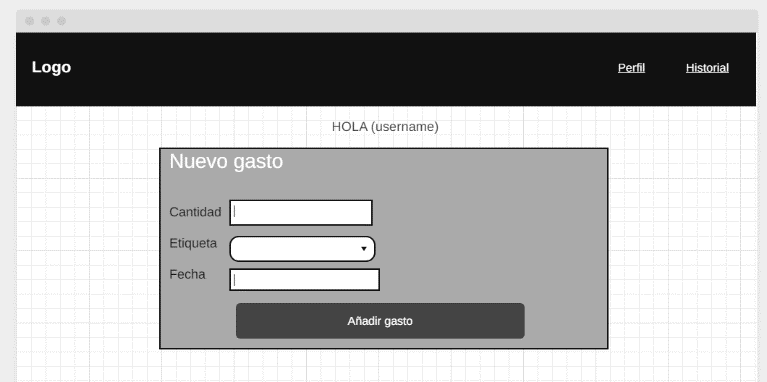 Logo
Perfil
Historial
HOLA (username)
Nuevo gasto
Cantidad
Etiqueta
Fecha
Añadir gasto